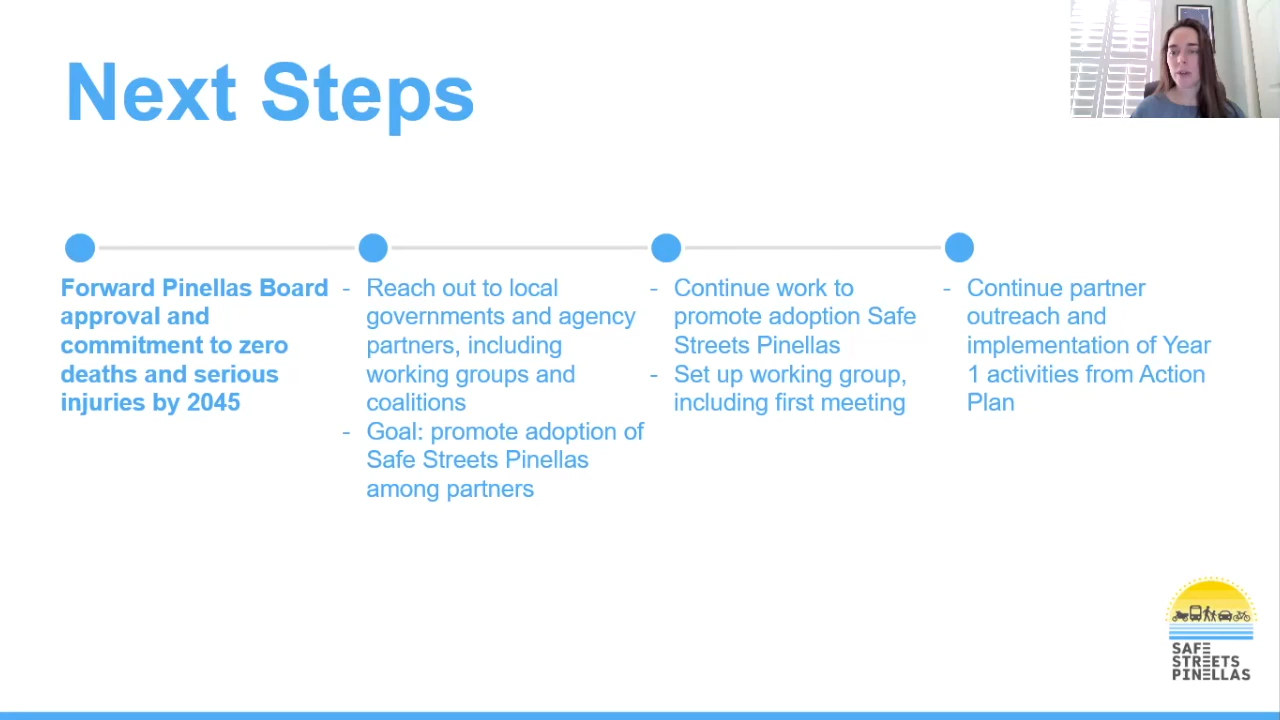 Next Steps
Forward Pinellas Board
approval and
commitment to zero
deaths and serious
injuries by 2045
- Reach out to local
governments and agency
partners, including
working groups and
coalitions
- Goal: promote adoption of
Safe Streets Pinellas
among partners
- Continue work to
promote adoption Safe
Streets Pinellas
- Set up working group,
including first meeting
- Continue partner
outreach and
implementation of Year
1 activities from Action
Plan
SAFE
STREETS
PINELLAS